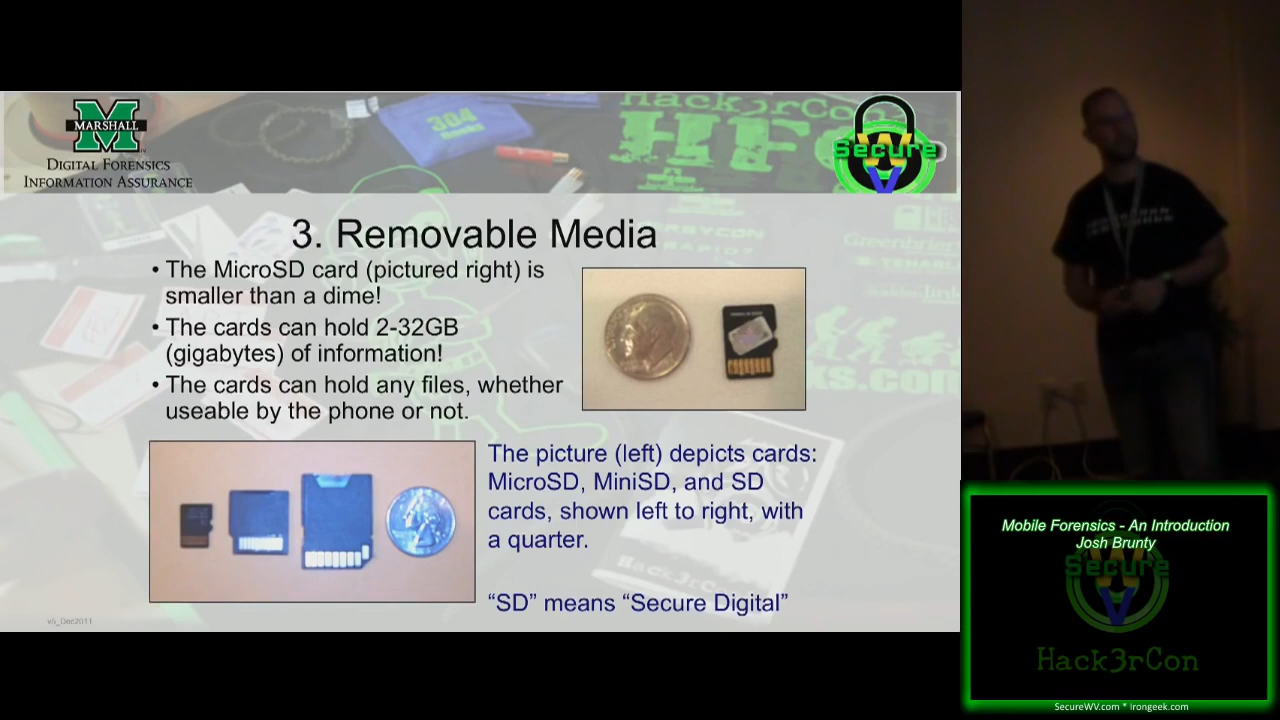 MARSHALL
DIGITAL FORENSICS
INFORMATION ASSURANCE
304
Geeks
Hack3rCon
Secure
W
V
3. Removable Media
• The MicroSD card (pictured right) is
smaller than a dime!
• The cards can hold 2-32GB
(gigabytes) of information!
• The cards can hold any files, whether
useable by the phone or not.
The picture (left) depicts cards:
MicroSD, MiniSD, and SD
cards, shown left to right, with
a quarter.
“SD” means “Secure Digital”
v5_Dec2011
Mobile Forensics - An Introduction
Josh Brunty
Secure
W
V
Hack3rCon
SecureWV.com * Irongeek.com